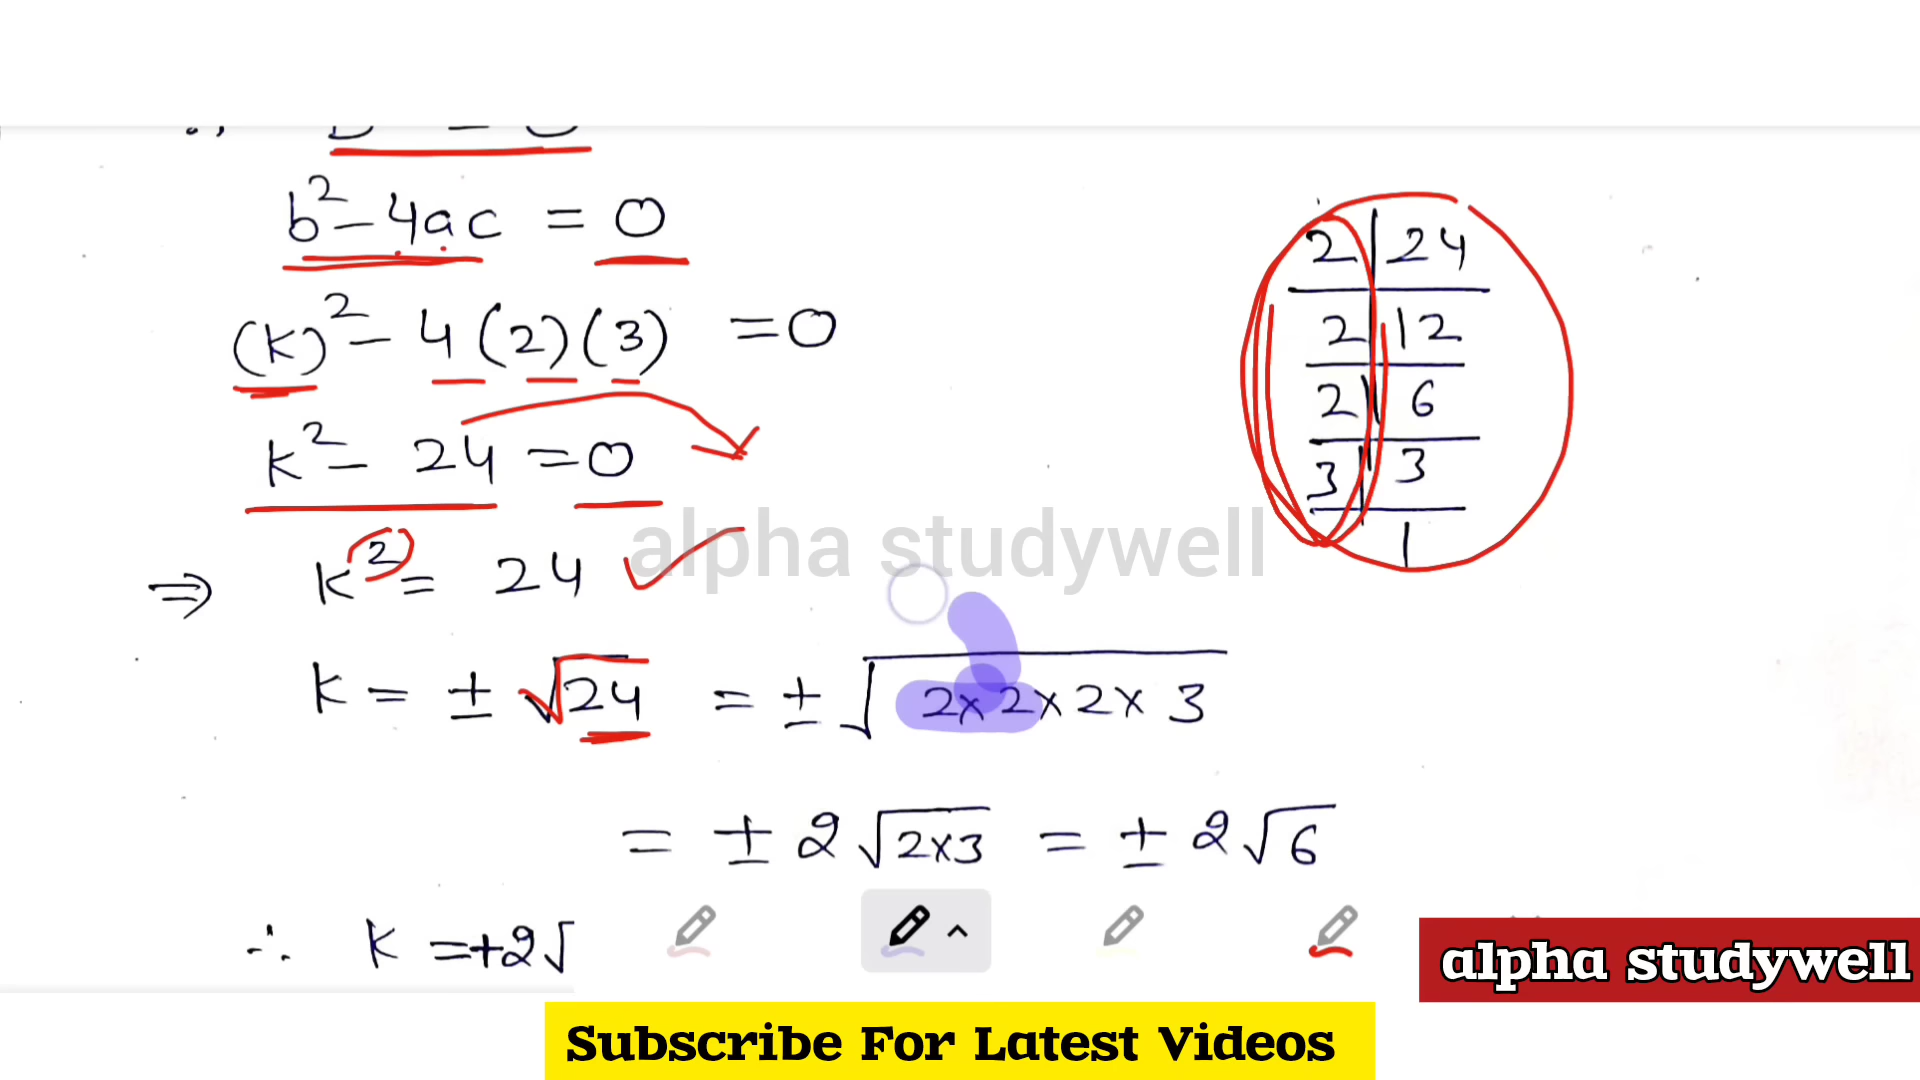 b² - 4ac = 0
(k)² - 4 (2) (3) = 0
k² - 24 = 0
⇒ k² = 24
k = ± √24 = ± √2×2×2×3
= ± 2 √2×3 = ± 2 √6
∴ k = +2√
2 | 24
2 | 12
2 | 6
3 | 3
1
alpha studywell
alpha studywell
Subscribe For Latest Videos